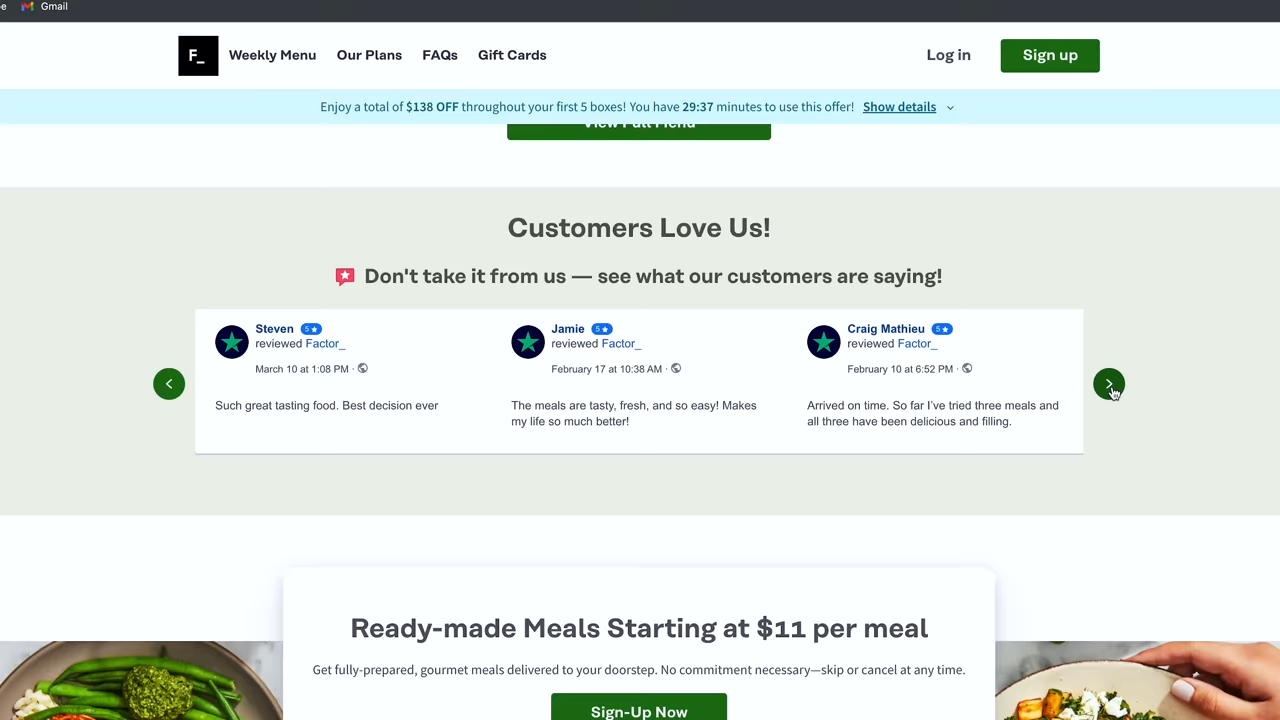 Gmail
F_
Weekly Menu
Our Plans
FAQs
Gift Cards
Log in
Sign up
Enjoy a total of $138 OFF throughout your first 5 boxes! You have 29:37 minutes to use this offer! Show details
View Full Menu
Customers Love Us!
Don't take it from us — see what our customers are saying!
Steven 5
reviewed Factor_
March 10 at 1:08 PM ·
Such great tasting food. Best decision ever
Jamie 5
reviewed Factor_
February 17 at 10:38 AM ·
The meals are tasty, fresh, and so easy! Makes
my life so much better!
Craig Mathieu 5
reviewed Factor_
February 10 at 6:52 PM ·
Arrived on time. So far I've tried three meals and
all three have been delicious and filling.
Ready-made Meals Starting at $11 per meal
Get fully-prepared, gourmet meals delivered to your doorstep. No commitment necessary—skip or cancel at any time.
Sign-Up Now